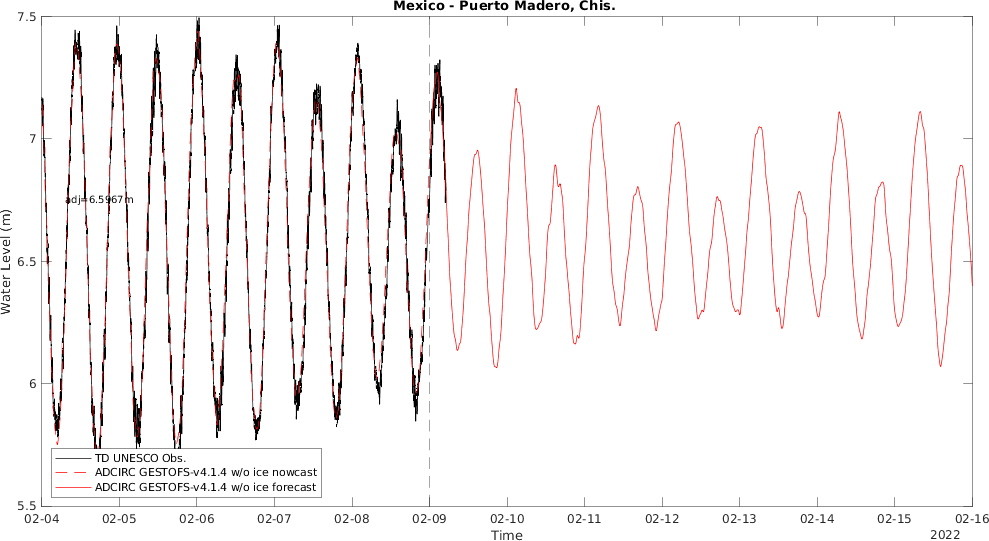 Mexico - Puerto Madero, Chis.
7.5
7
6.5
6
5.5
Water Level (m)
adj=6.5967m
TD UNESCO Obs.
ADCIRC GESTOFS-v4.1.4 w/o ice nowcast
ADCIRC GESTOFS-v4.1.4 w/o ice forecast
02-04 02-05 02-06 02-07 02-08 02-09 02-10 02-11 02-12 02-13 02-14 02-15 02-16
Time
2022